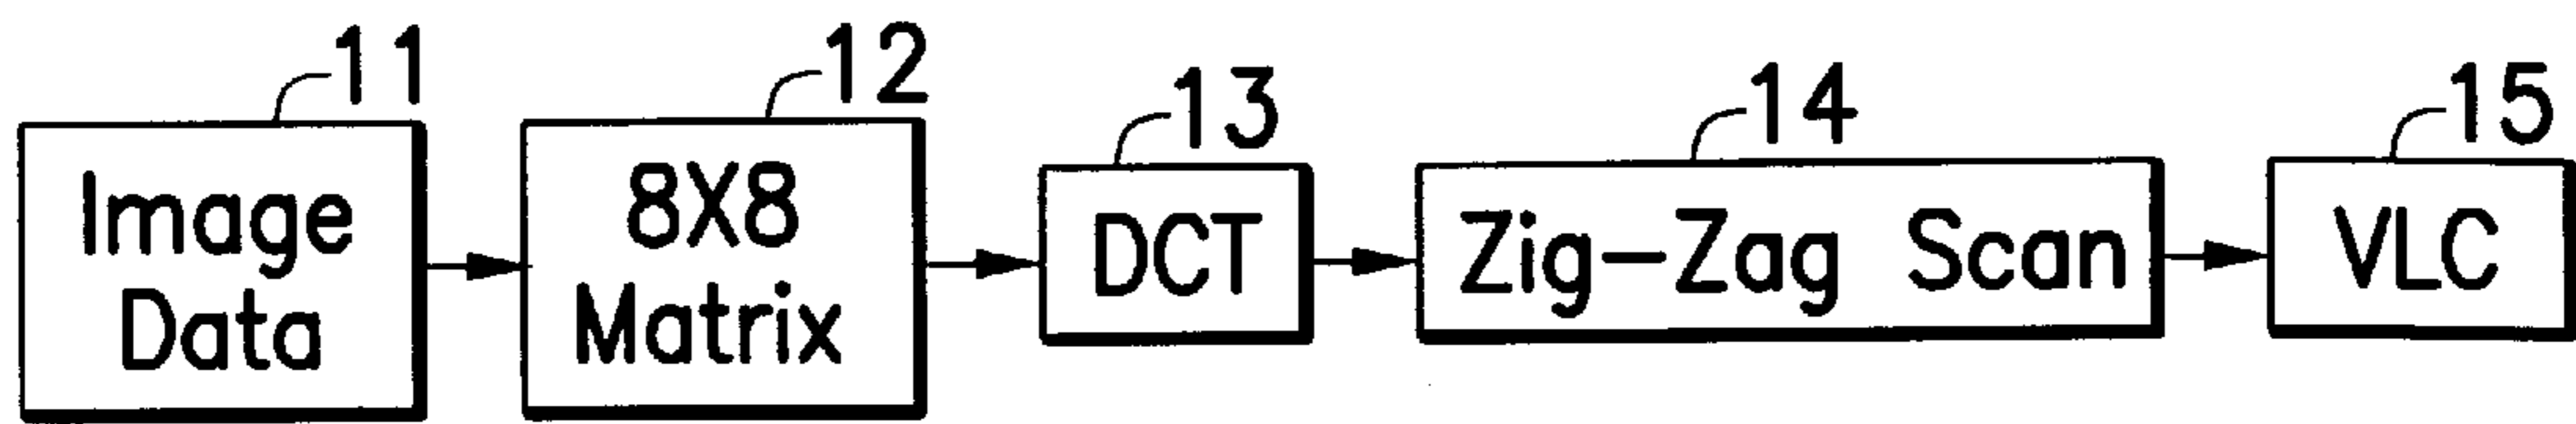 11
12
13
14
15
Image
Data
8X8
Matrix
DCT
Zig-Zag Scan
VLC